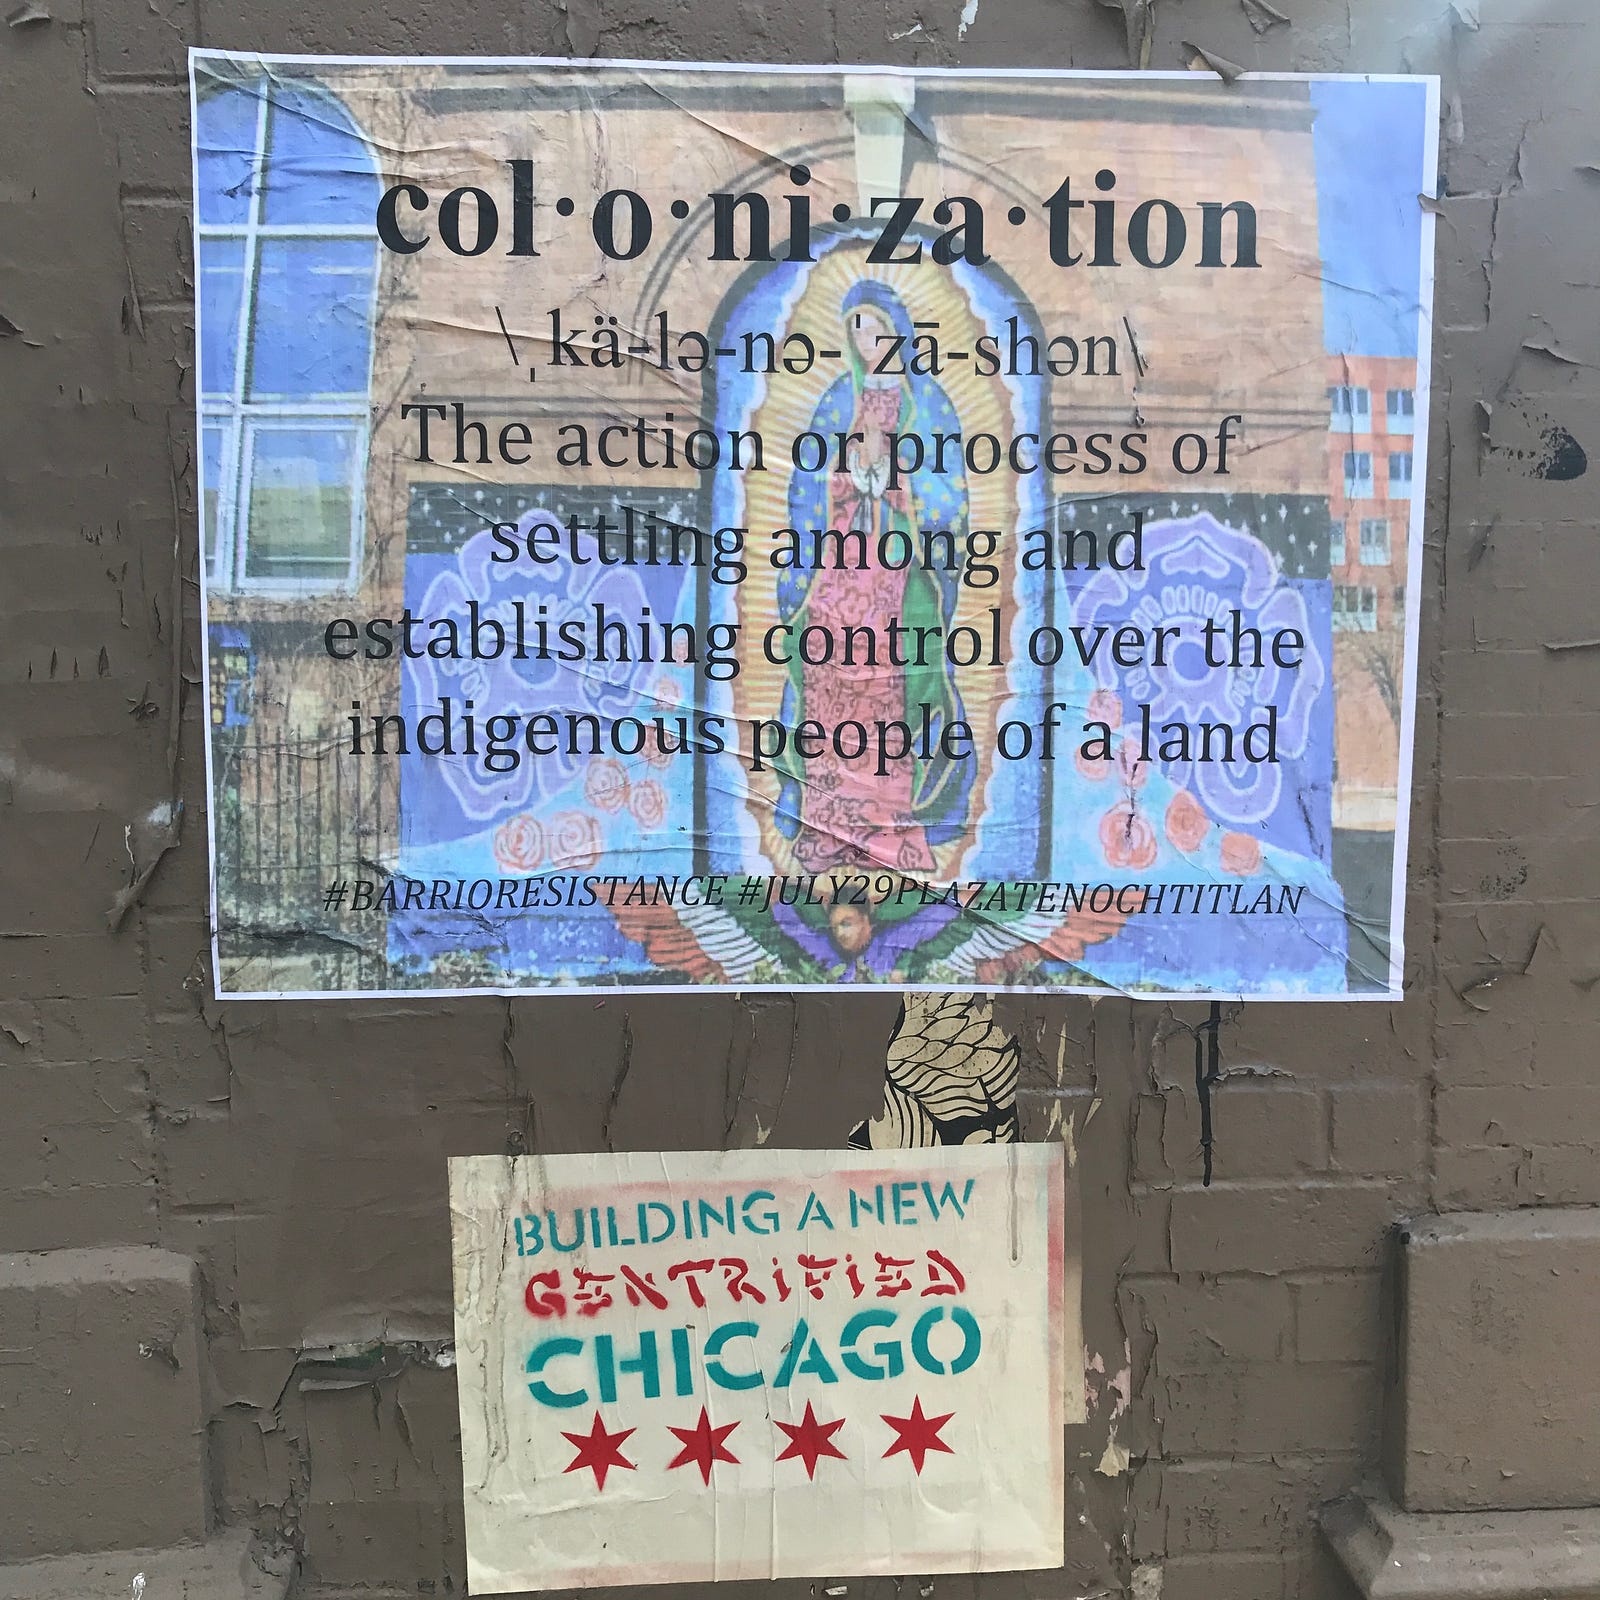 col·o·ni·za·tion
\ˌkä-lə-nə-ˈzā-shən\
The action or process of
settling among and
establishing control over the
indigenous people of a land
#BARRIORESISTANCE #JULY29PLAZATENOCHTITLAN
BUILDING A NEW
GENTRIFIED
CHICAGO